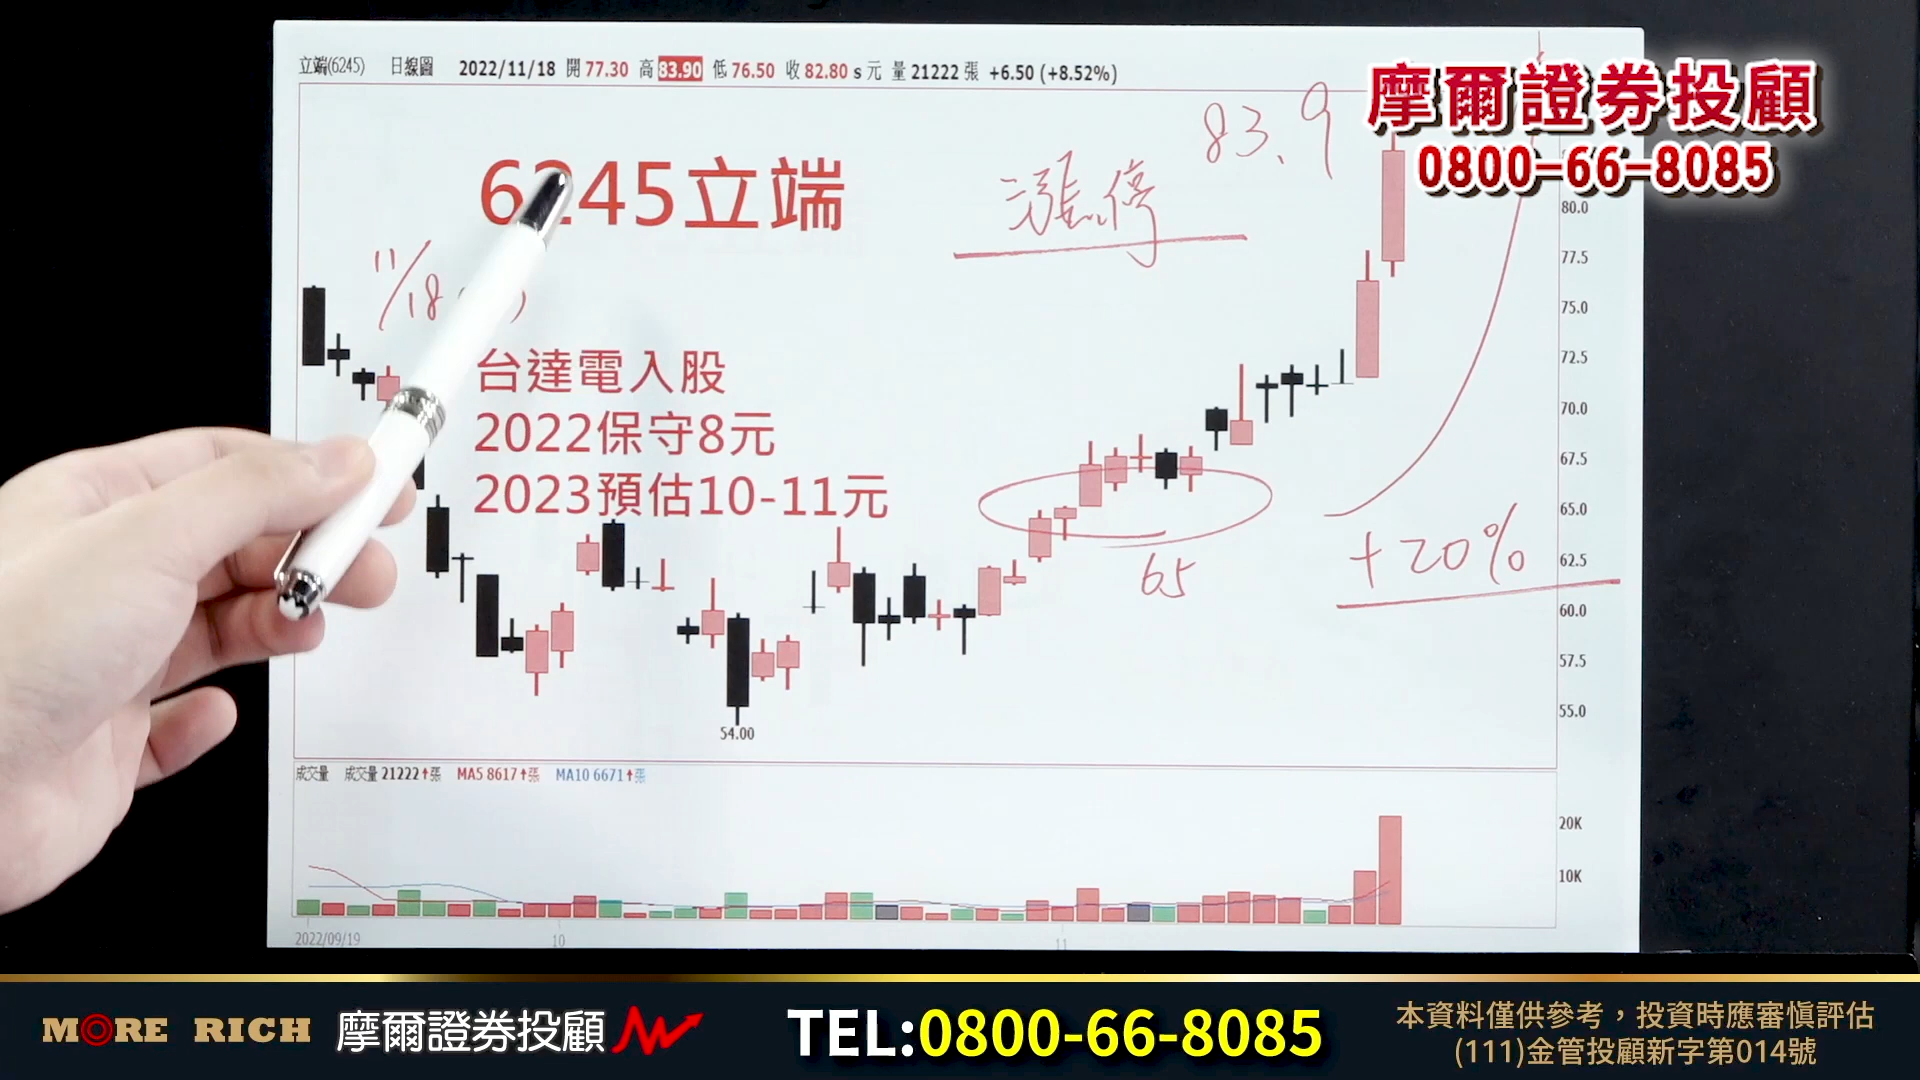 立端(6245) 日線圖 2022/11/18 開 77.30 高 83.90 低 76.50 收 82.80 s 元 量 21222 張 +6.50 (+8.52%)
摩爾證券投顧
0800-66-8085
83.9
漲停
6245立端
11/18
台達電入股
2022保守8元
2023預估10-11元
65
+20%
80.0
77.5
75.0
72.5
70.0
67.5
65.0
62.5
60.0
57.5
55.0
54.00
成交量 成交量 21222↑張 MA5 8617↑張 MA10 6671↑張
20K
10K
2022/09/19 10 11
MORE RICH 摩爾證券投顧
TEL:0800-66-8085
本資料僅供參考，投資時應審慎評估
(111)金管投顧新字第014號